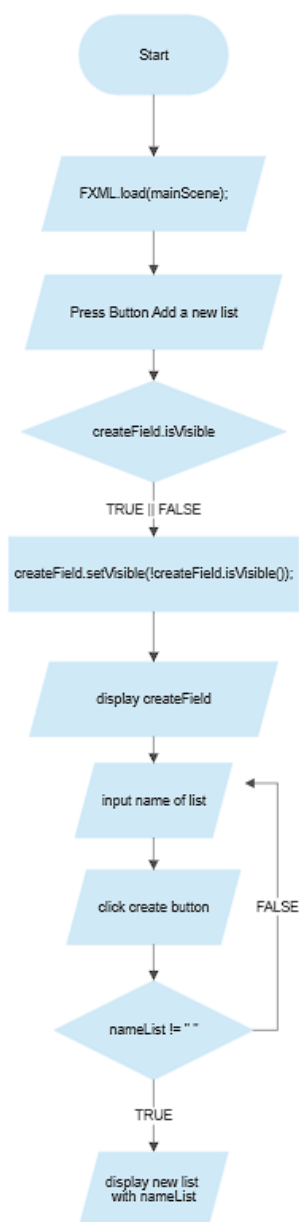 Start
FXML.load(mainScene);
Press Button Add a new list
createField.isVisible
TRUE || FALSE
createField.setVisible(!createField.isVisible());
display createField
input name of list
click create button
FALSE
nameList != " "
TRUE
display new list
with nameList